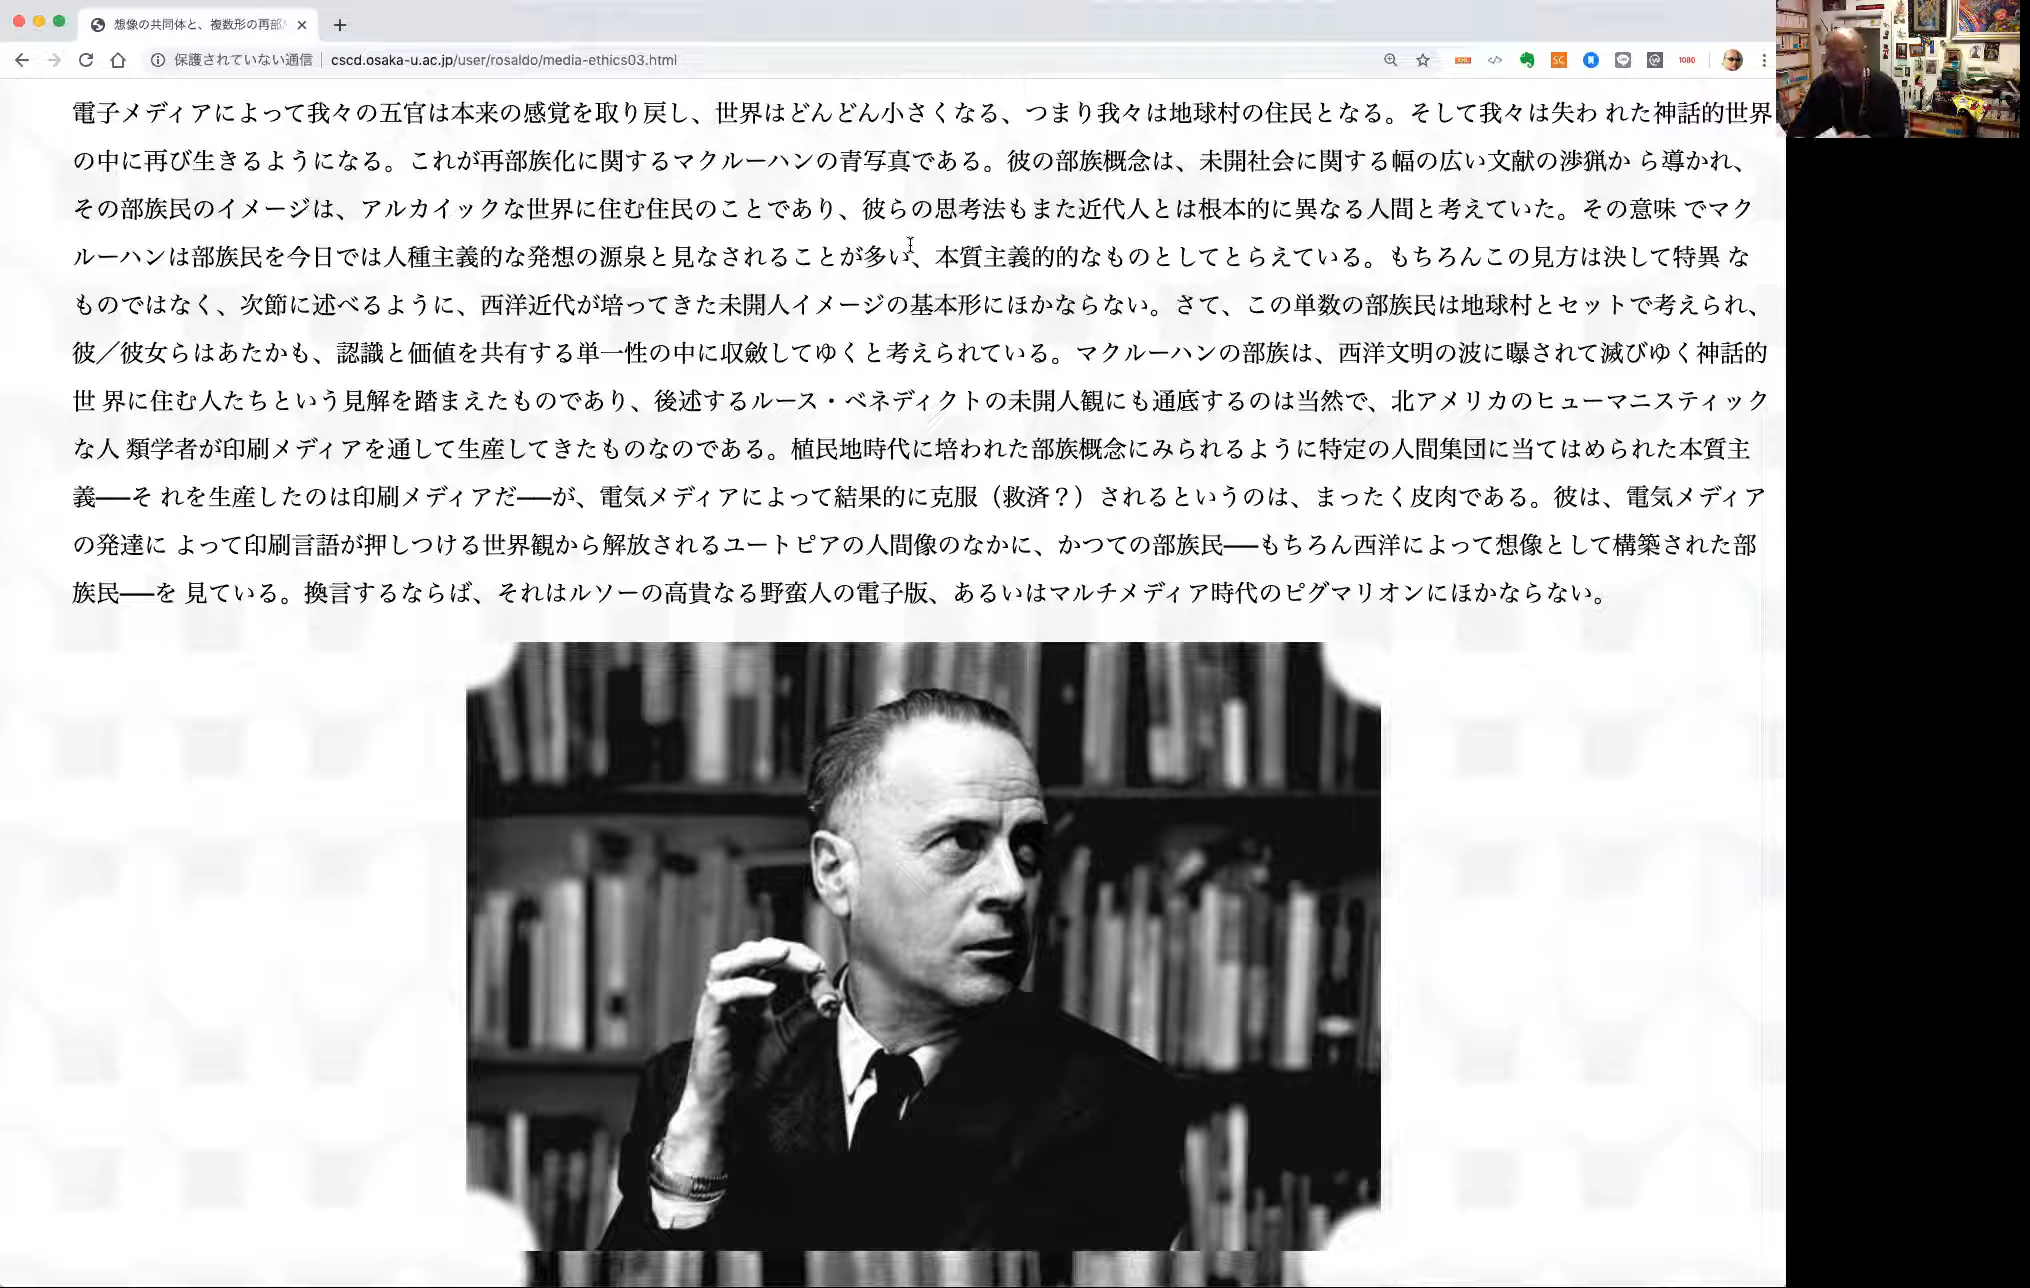 想像の共同体と、複数形の再部
保護されていない通信
cscd.osaka-u.ac.jp/user/rosaldo/media-ethics03.html
SC
1080
電子メディアによって我々の五官は本来の感覚を取り戻し、世界はどんどん小さくなる、つまり我々は地球村の住民となる。そして我々は失わ れた神話的世界
の中に再び生きるようになる。これが再部族化に関するマクルーハンの青写真である。彼の部族概念は、未開社会に関する幅の広い文献の渉猟か ら導かれ、
その部族民のイメージは、アルカイックな世界に住む住民のことであり、彼らの思考法もまた近代人とは根本的に異なる人間と考えていた。その意味 でマク
ルーハンは部族民を今日では人種主義的な発想の源泉と見なされることが多い、本質主義的的なものとしてとらえている。もちろんこの見方は決して特異 な
ものではなく、次節に述べるように、西洋近代が培ってきた未開人イメージの基本形にほかならない。さて、この単数の部族民は地球村とセットで考えられ、
彼／彼女らはあたかも、認識と価値を共有する単一性の中に収斂してゆくと考えられている。マクルーハンの部族は、西洋文明の波に曝されて滅びゆく神話的
世 界に住む人たちという見解を踏まえたものであり、後述するルース・ベネディクトの未開人観にも通底するのは当然で、北アメリカのヒューマニスティック
な人 類学者が印刷メディアを通して生産してきたものなのである。植民地時代に培われた部族概念にみられるように特定の人間集団に当てはめられた本質主
義──そ れを生産したのは印刷メディアだ──が、電気メディアによって結果的に克服（救済？）されるというのは、まったく皮肉である。彼は、電気メディア
の発達に よって印刷言語が押しつける世界観から解放されるユートピアの人間像のなかに、かつての部族民──もちろん西洋によって想像として構築された部
族民──を 見ている。換言するならば、それはルソーの高貴なる野蛮人の電子版、あるいはマルチメディア時代のピグマリオンにほかならない。